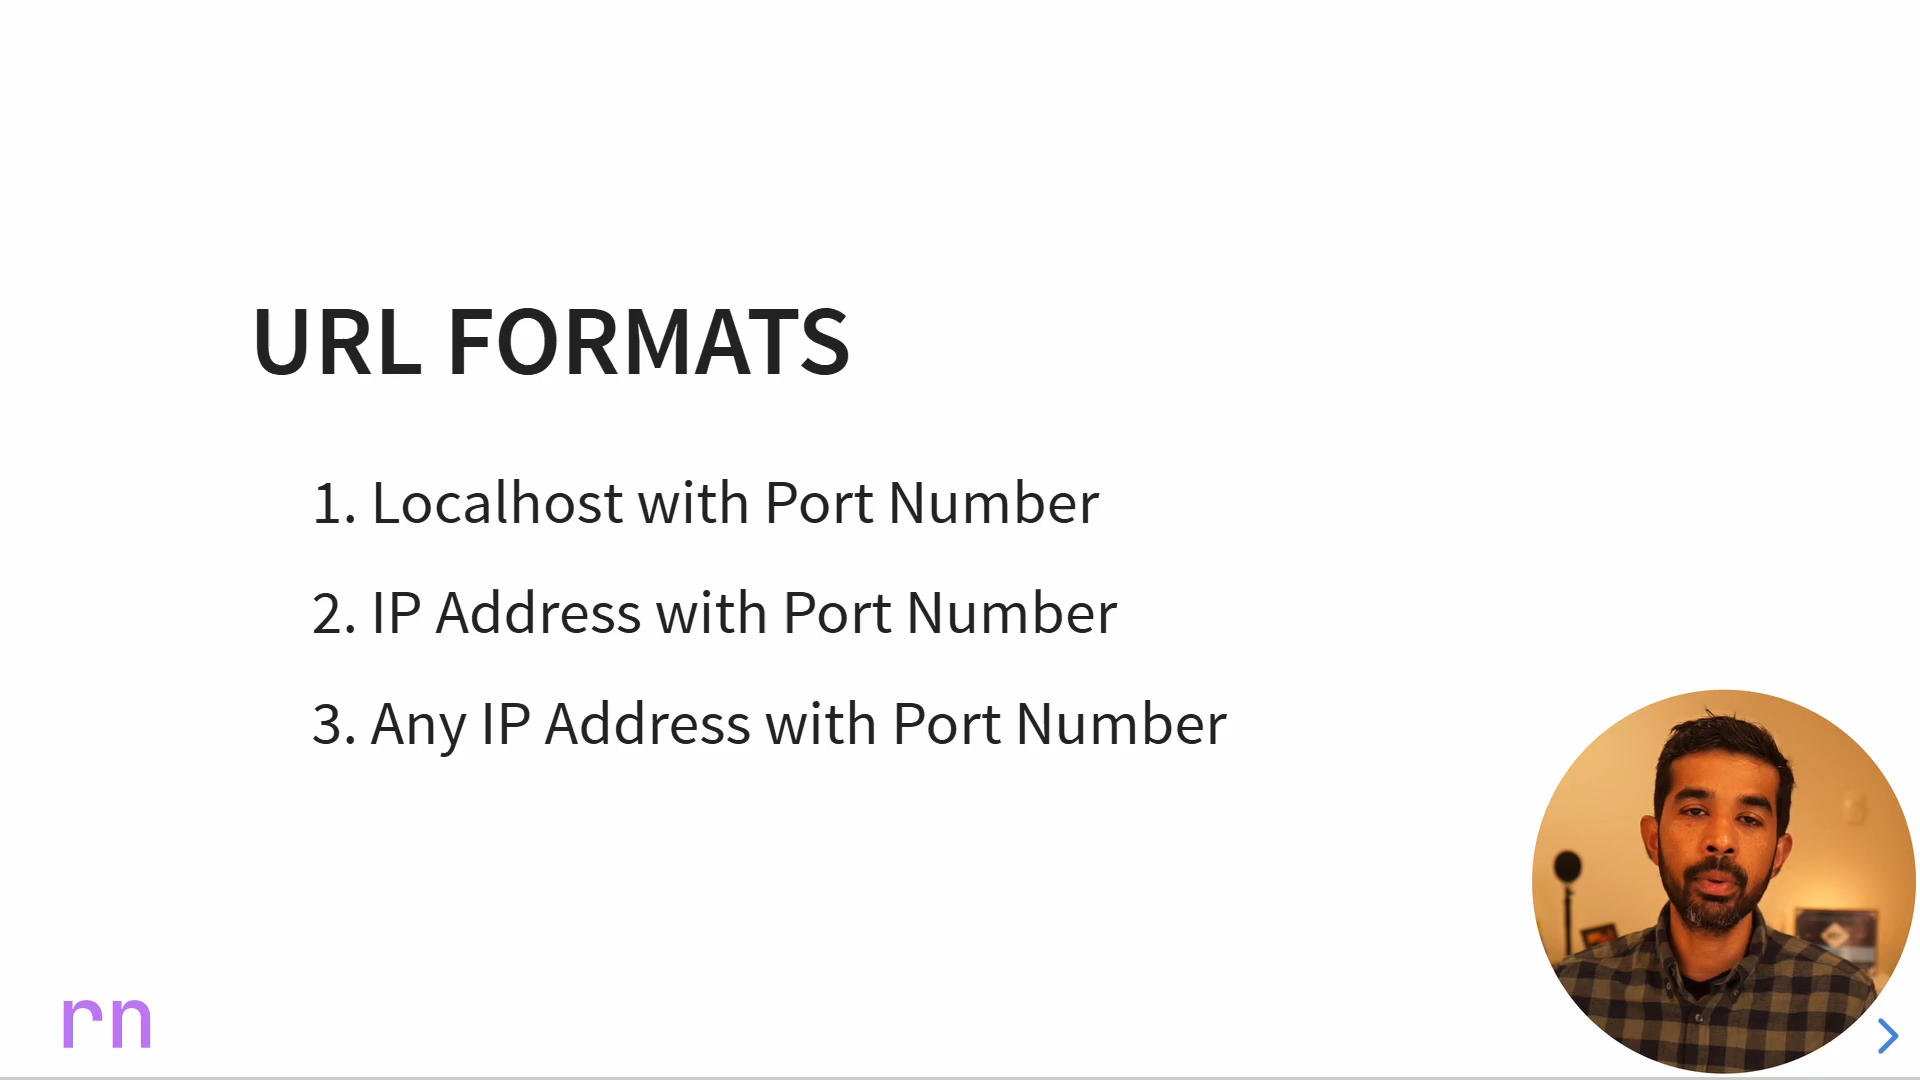 URL FORMATS
1. Localhost with Port Number
2. IP Address with Port Number
3. Any IP Address with Port Number
rn